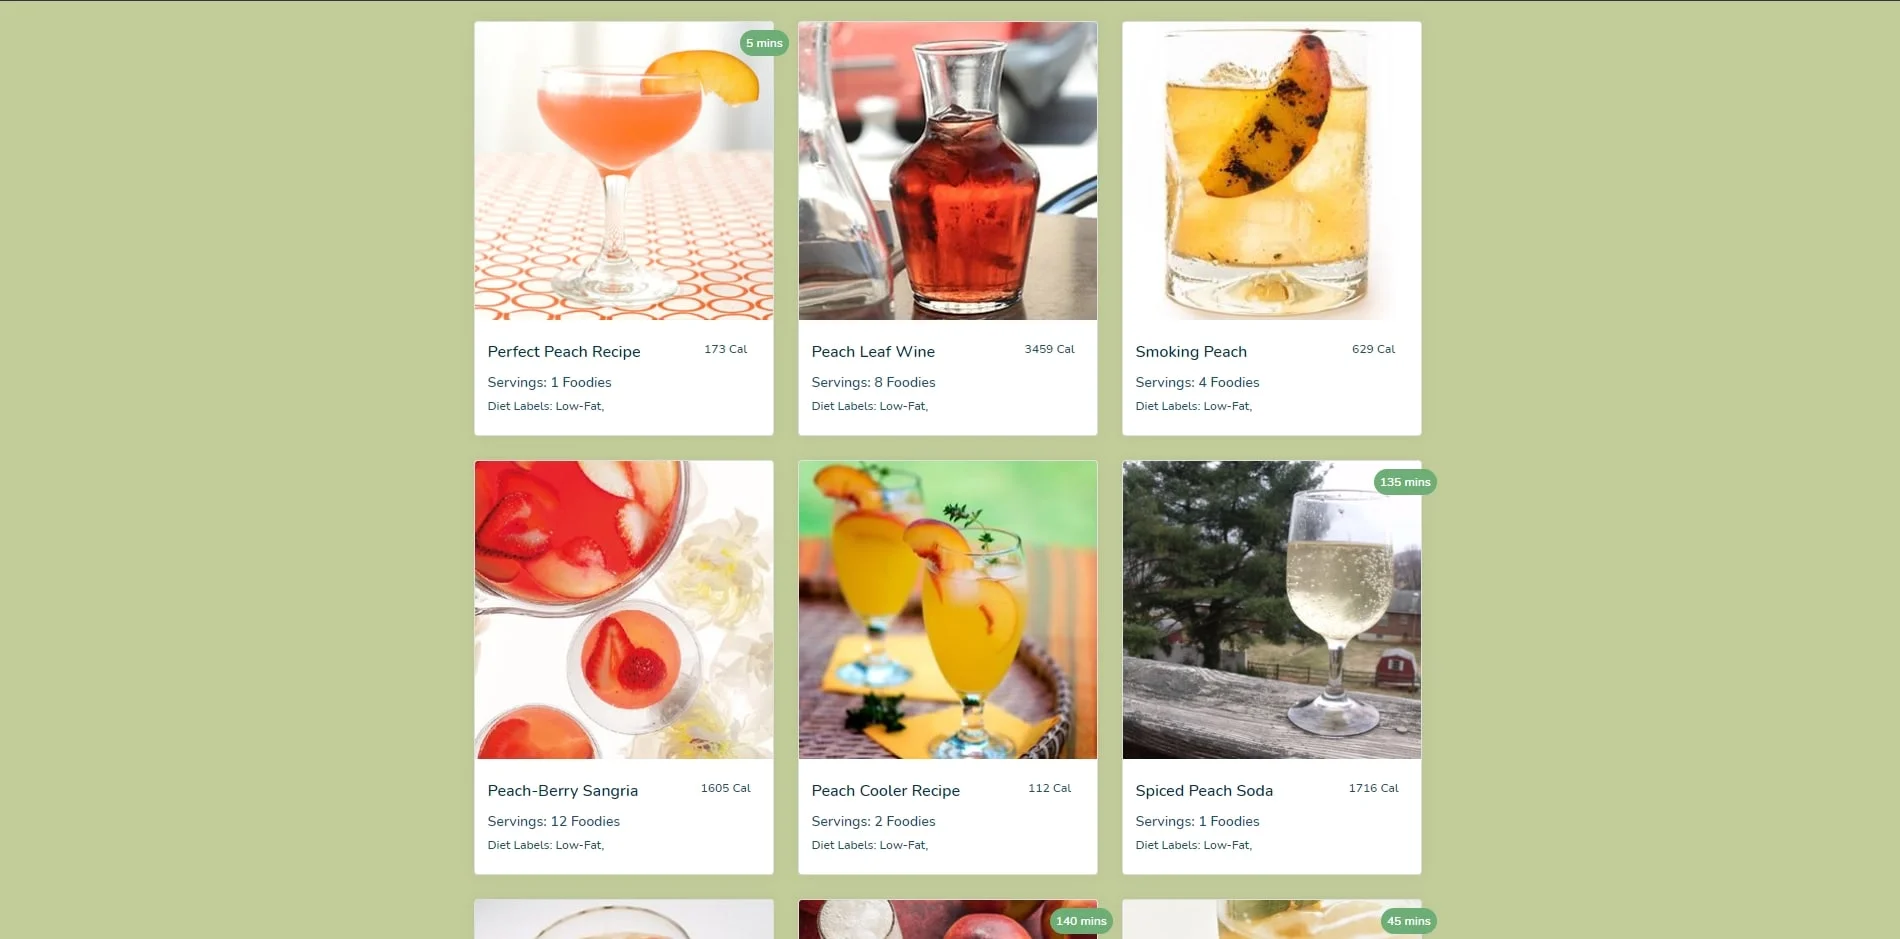 5 mins
Perfect Peach Recipe 173 Cal
Servings: 1 Foodies
Diet Labels: Low-Fat,
Peach Leaf Wine 3459 Cal
Servings: 8 Foodies
Diet Labels: Low-Fat,
Smoking Peach 629 Cal
Servings: 4 Foodies
Diet Labels: Low-Fat,
Peach-Berry Sangria 1605 Cal
Servings: 12 Foodies
Diet Labels: Low-Fat,
Peach Cooler Recipe 112 Cal
Servings: 2 Foodies
Diet Labels: Low-Fat,
135 mins
Spiced Peach Soda 1716 Cal
Servings: 1 Foodies
Diet Labels: Low-Fat,
140 mins
45 mins